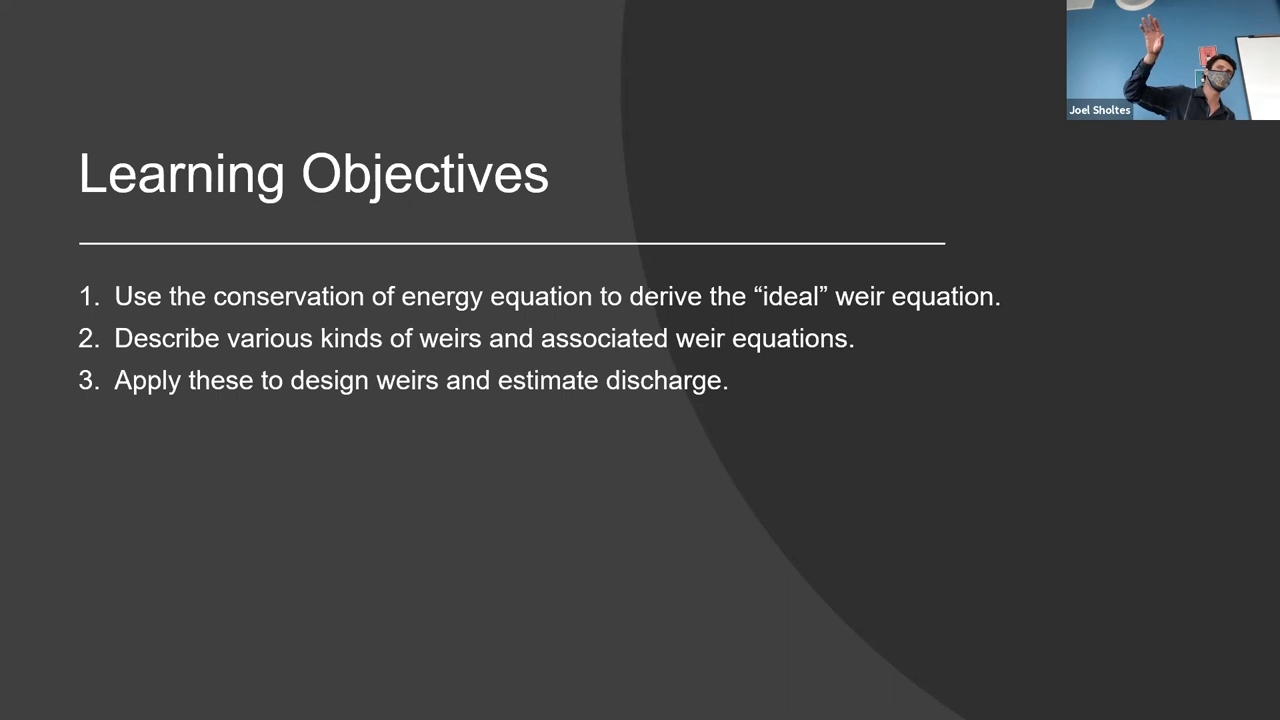 Joel Sholtes
Learning Objectives
1. Use the conservation of energy equation to derive the “ideal” weir equation.
2. Describe various kinds of weirs and associated weir equations.
3. Apply these to design weirs and estimate discharge.